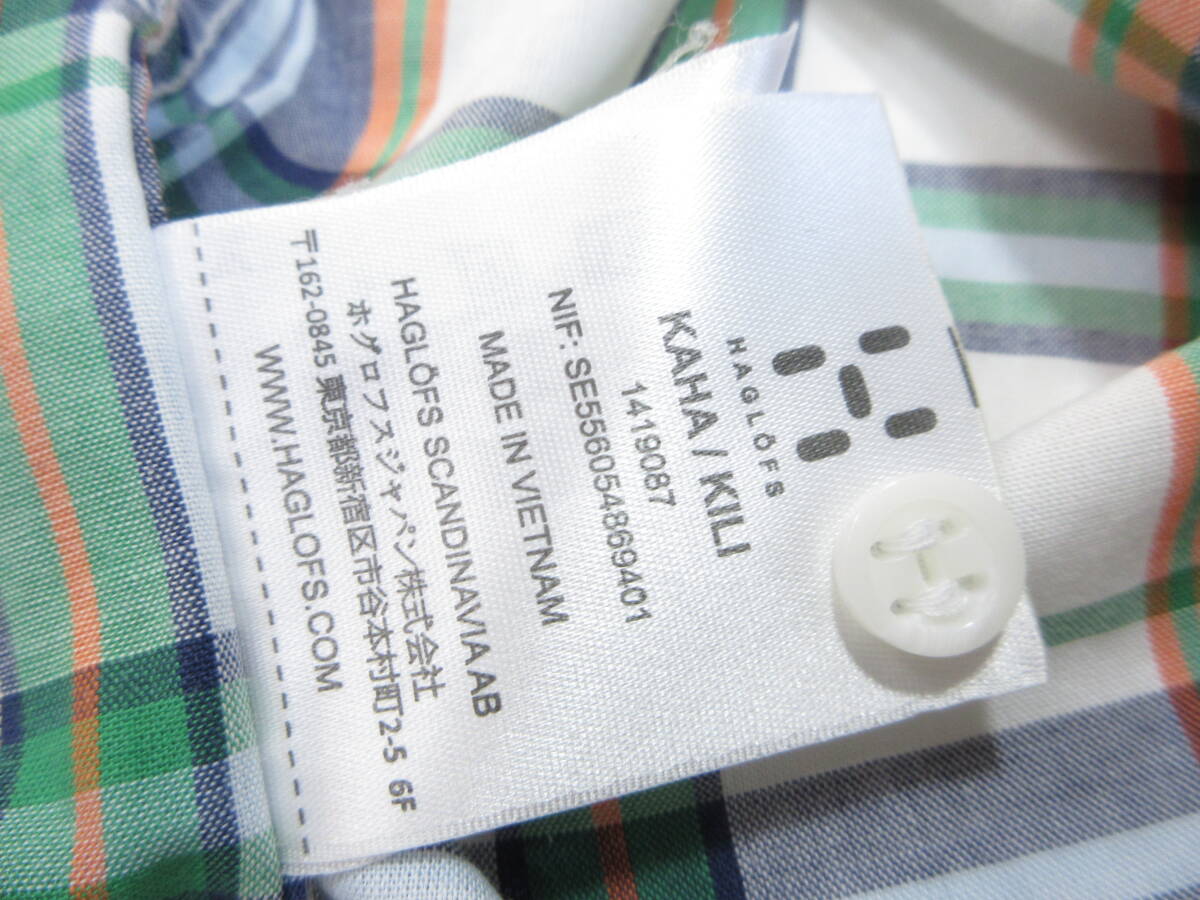 HAGLÖFS
KAHA / KILI
1419087
NIF: SE556054869401
MADE IN VIETNAM
HAGLÖFS SCANDINAVIA AB
ホグロフスジャパン株式会社
〒162-0845 東京都新宿区市谷本村町2-5 6F
WWW.HAGLOFS.COM